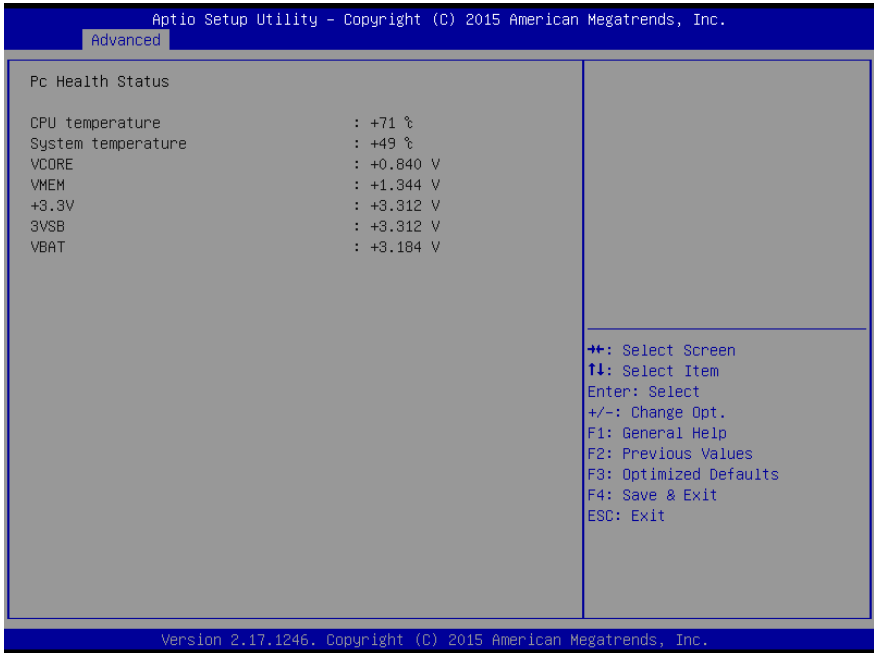 Aptio Setup Utility – Copyright (C) 2015 American Megatrends, Inc.
Advanced
Pc Health Status
CPU temperature : +71 ℃
System temperature : +49 ℃
VCORE : +0.840 V
VMEM : +1.344 V
+3.3V : +3.312 V
3VSB : +3.312 V
VBAT : +3.184 V
→←: Select Screen
↑↓: Select Item
Enter: Select
+/-: Change Opt.
F1: General Help
F2: Previous Values
F3: Optimized Defaults
F4: Save & Exit
ESC: Exit
Version 2.17.1246. Copyright (C) 2015 American Megatrends, Inc.